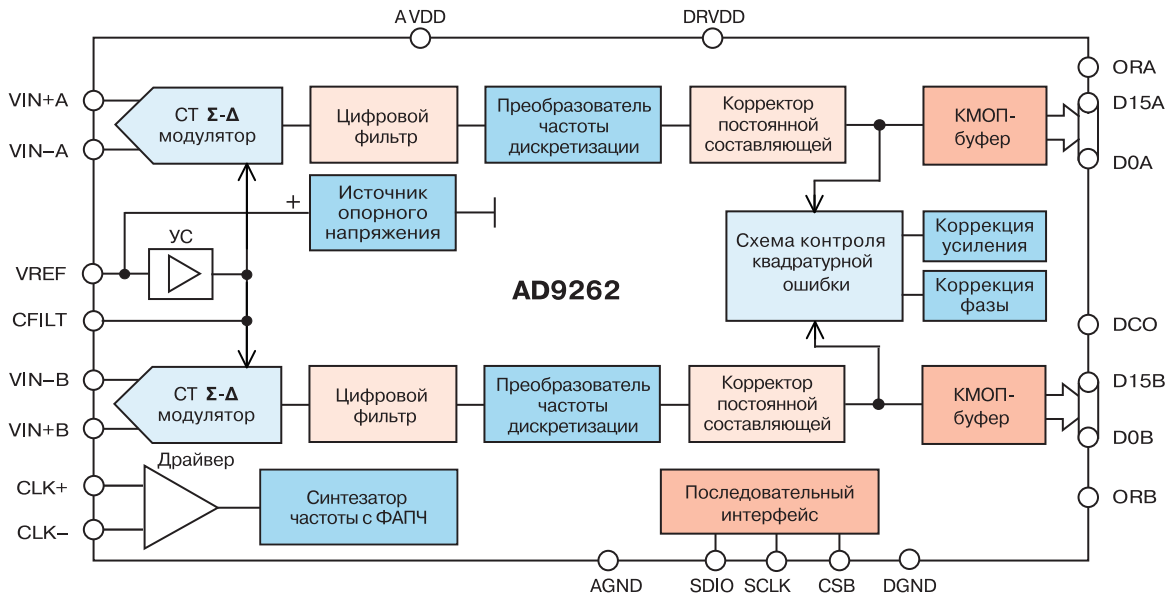 AVDD
DRVDD
ORA
VIN+A
VIN–A
СТ Σ-Δ
модулятор
Цифровой
фильтр
Преобразователь
частоты
дискретизации
Корректор
постоянной
составляющей
КМОП-
буфер
D15A
D0A
+
Источник
опорного
напряжения
УС
VREF
CFILT
AD9262
Схема контроля
квадратурной
ошибки
Коррекция
усиления
Коррекция
фазы
DCO
VIN–B
VIN+B
СТ Σ-Δ
модулятор
Цифровой
фильтр
Преобразователь
частоты
дискретизации
Корректор
постоянной
составляющей
КМОП-
буфер
D15B
D0B
Драйвер
CLK+
CLK–
Синтезатор
частоты с ФАПЧ
Последовательный
интерфейс
ORB
AGND
SDIO
SCLK
CSB
DGND